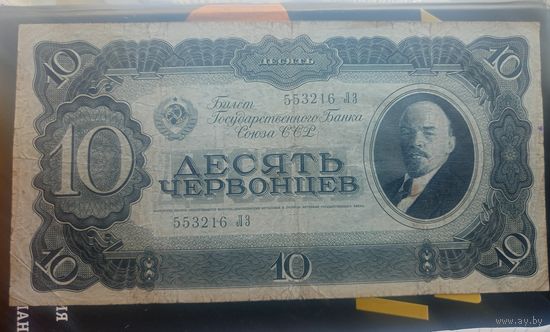 10 ДЕСЯТЬ 10
Билет 553216 ЛЗ
Государственного Банка
Союза ССР
10
ДЕСЯТЬ
ЧЕРВОНЦЕВ
553216 ЛЗ
10 10 10
www.ay.by